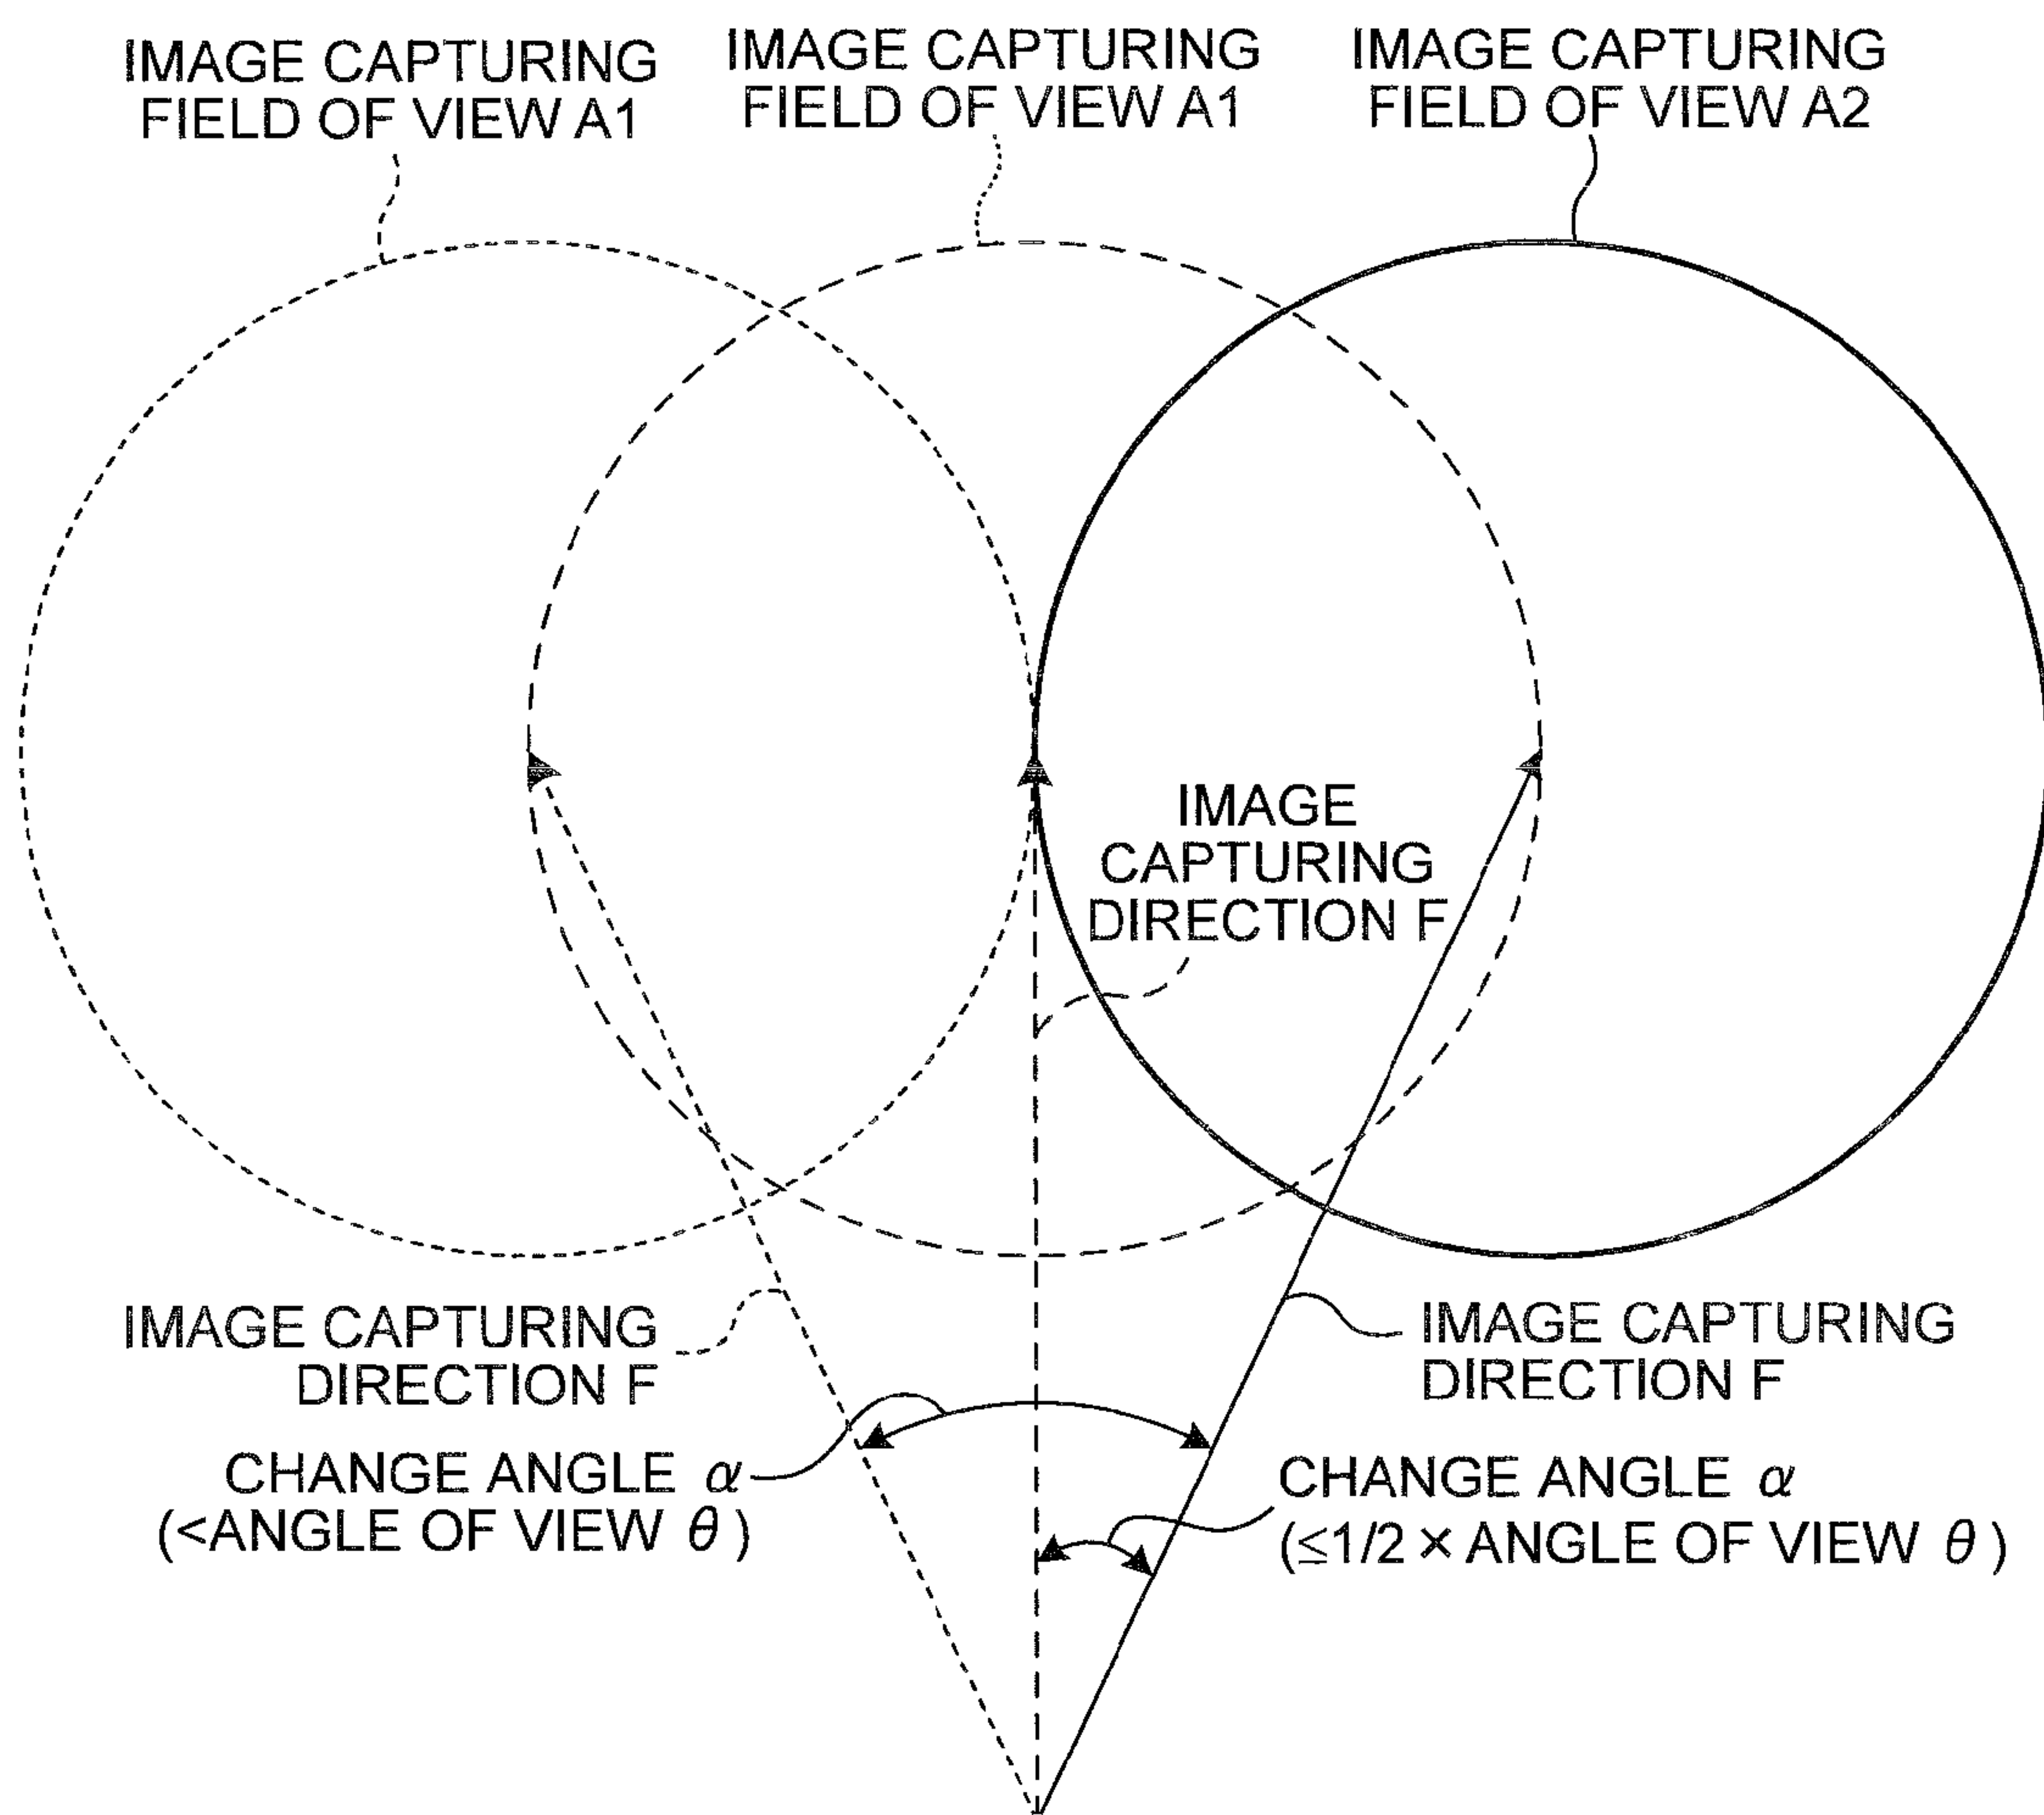 IMAGE CAPTURING
FIELD OF VIEW A1
IMAGE CAPTURING
FIELD OF VIEW A1
IMAGE CAPTURING
FIELD OF VIEW A2
IMAGE
CAPTURING
DIRECTION F
IMAGE CAPTURING
DIRECTION F
IMAGE CAPTURING
DIRECTION F
CHANGE ANGLE α
(<ANGLE OF VIEW θ)
CHANGE ANGLE α
(≦1/2 × ANGLE OF VIEW θ)